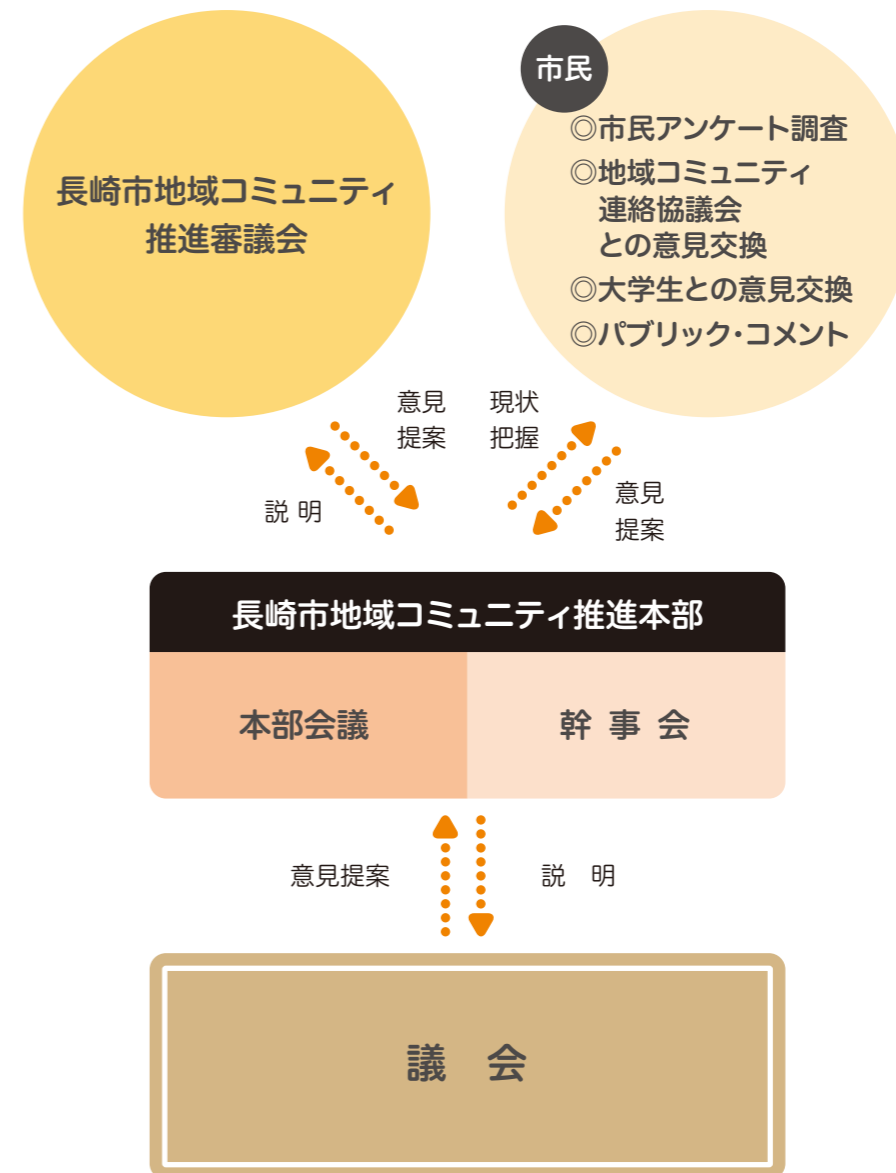 長崎市地域コミュニティ
推進審議会
市民
◎市民アンケート調査
◎地域コミュニティ
連絡協議会
との意見交換
◎大学生との意見交換
◎パブリック・コメント
意見
提案
現状
把握
説 明
意見
提案
長崎市地域コミュニティ推進本部
本部会議
幹 事 会
意見提案
説　明
議　会